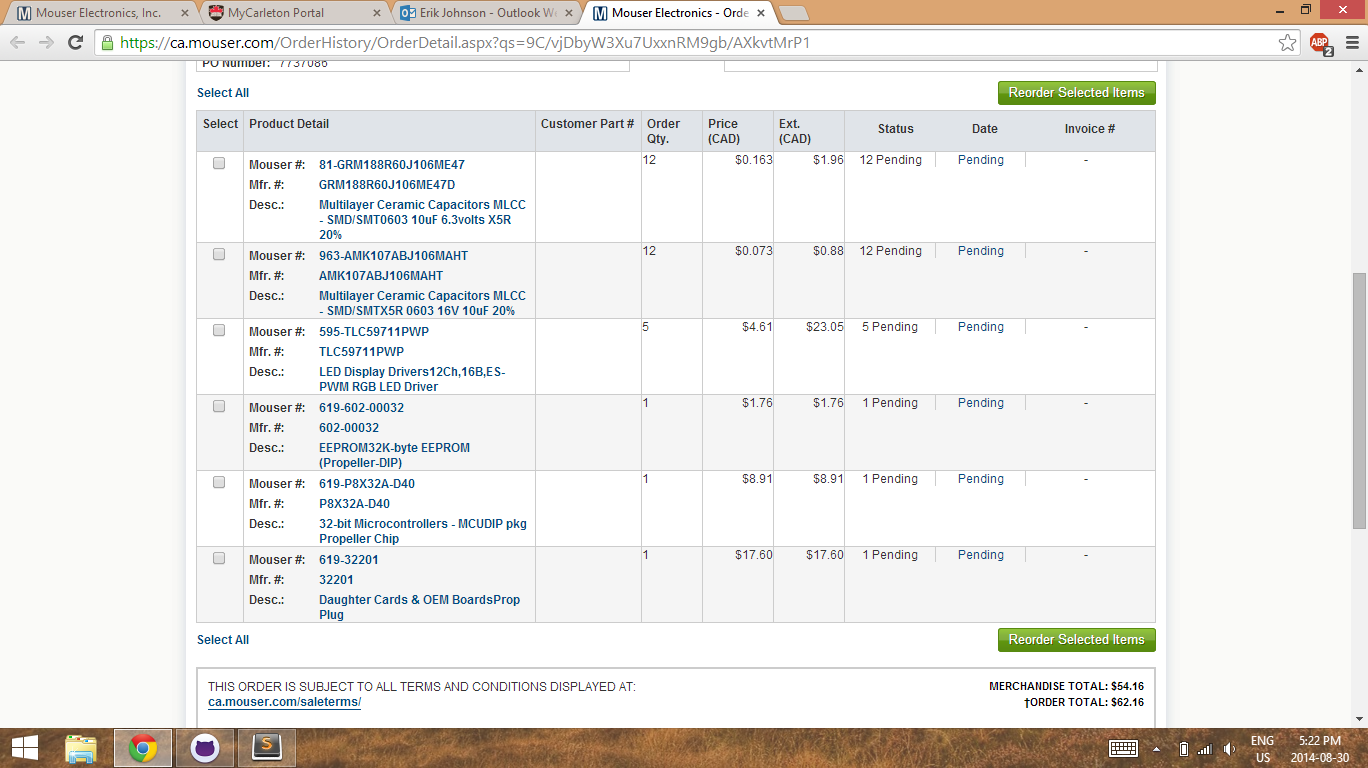 Mouser Electronics, Inc.
MyCarleton Portal
Erik Johnson - Outlook We
Mouser Electronics - Orde
https://ca.mouser.com/OrderHistory/OrderDetail.aspx?qs=9C/vjDbyW3Xu7UxxnRM9gb/AXkvtMrP1
ABP
2
PO Number: 7737086
Select All
Reorder Selected Items
Select Product Detail Customer Part # Order Price Ext. Status Date Invoice #
Qty. (CAD) (CAD)
Mouser #: 81-GRM188R60J106ME47 12 $0.163 $1.96 12 Pending Pending -
Mfr. #: GRM188R60J106ME47D
Desc.: Multilayer Ceramic Capacitors MLCC
- SMD/SMT0603 10uF 6.3volts X5R
20%
Mouser #: 963-AMK107ABJ106MAHT 12 $0.073 $0.88 12 Pending Pending -
Mfr. #: AMK107ABJ106MAHT
Desc.: Multilayer Ceramic Capacitors MLCC
- SMD/SMTX5R 0603 16V 10uF 20%
Mouser #: 595-TLC59711PWP 5 $4.61 $23.05 5 Pending Pending -
Mfr. #: TLC59711PWP
Desc.: LED Display Drivers12Ch,16B,ES-
PWM RGB LED Driver
Mouser #: 619-602-00032 1 $1.76 $1.76 1 Pending Pending -
Mfr. #: 602-00032
Desc.: EEPROM32K-byte EEPROM
(Propeller-DIP)
Mouser #: 619-P8X32A-D40 1 $8.91 $8.91 1 Pending Pending -
Mfr. #: P8X32A-D40
Desc.: 32-bit Microcontrollers - MCUDIP pkg
Propeller Chip
Mouser #: 619-32201 1 $17.60 $17.60 1 Pending Pending -
Mfr. #: 32201
Desc.: Daughter Cards & OEM BoardsProp
Plug
Select All
Reorder Selected Items
THIS ORDER IS SUBJECT TO ALL TERMS AND CONDITIONS DISPLAYED AT:
ca.mouser.com/saleterms/
MERCHANDISE TOTAL: $54.16
†ORDER TOTAL: $62.16
ENG
US
5:22 PM
2014-08-30